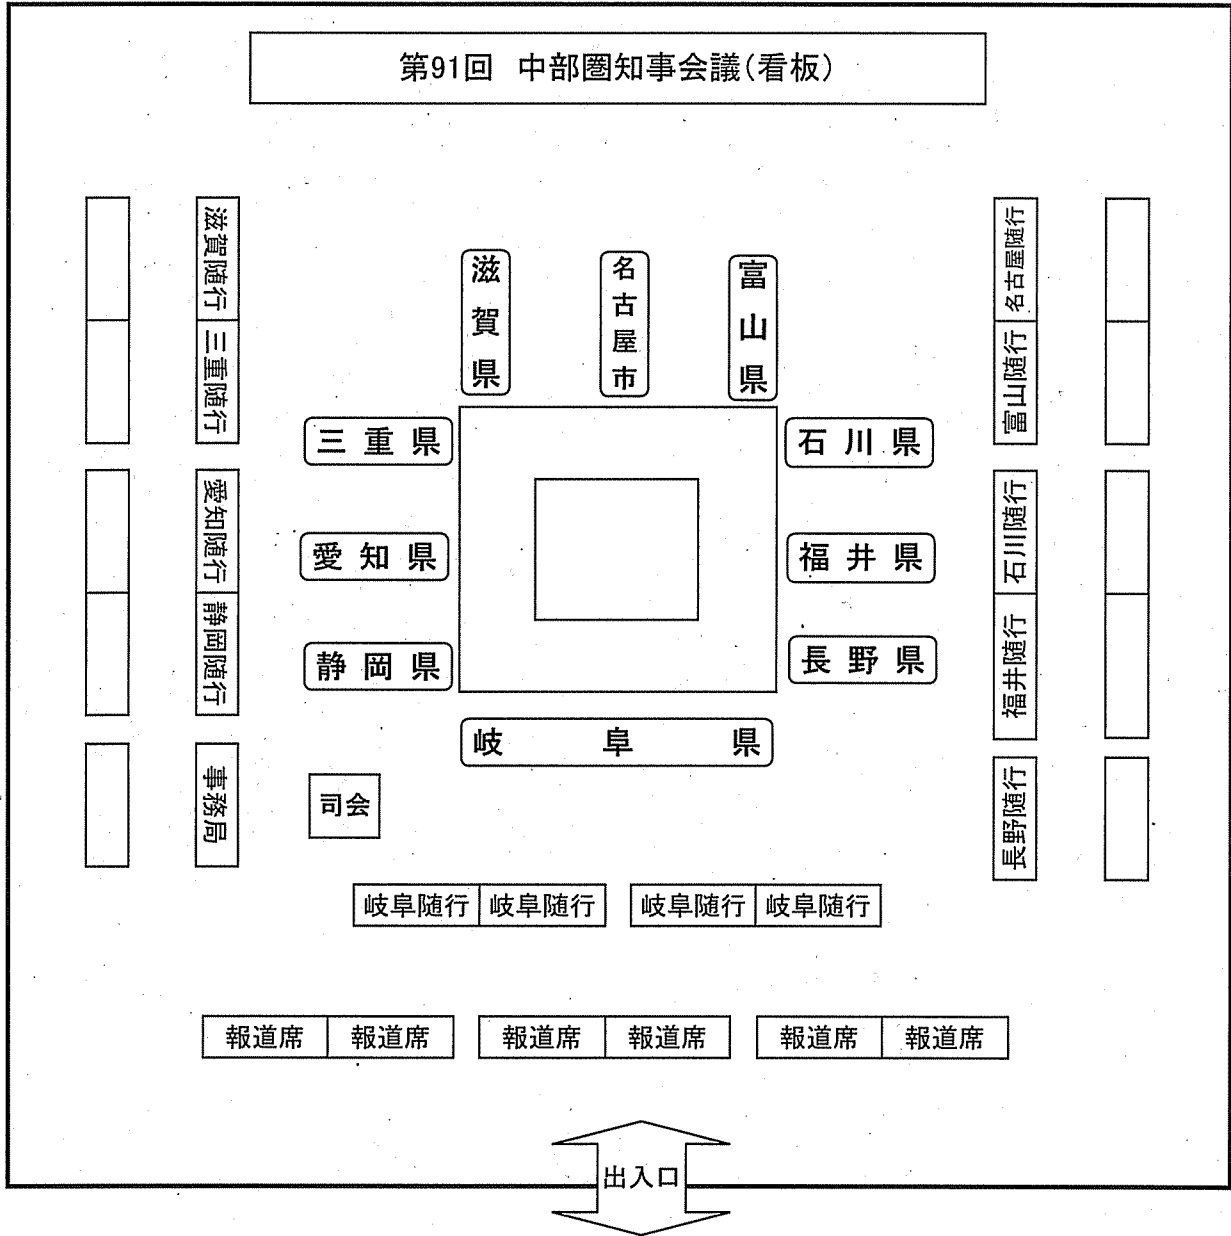 第91回 中部圏知事会議(看板)
滋賀随行
三重随行
愛知随行
静岡随行
事務局
滋賀県
名古屋市
富山県
三重県
石川県
愛知県
福井県
静岡県
長野県
岐阜県
司会
名古屋随行
富山随行
石川随行
福井随行
長野随行
岐阜随行 岐阜随行 岐阜随行 岐阜随行
報道席 報道席 報道席 報道席 報道席 報道席
出入口